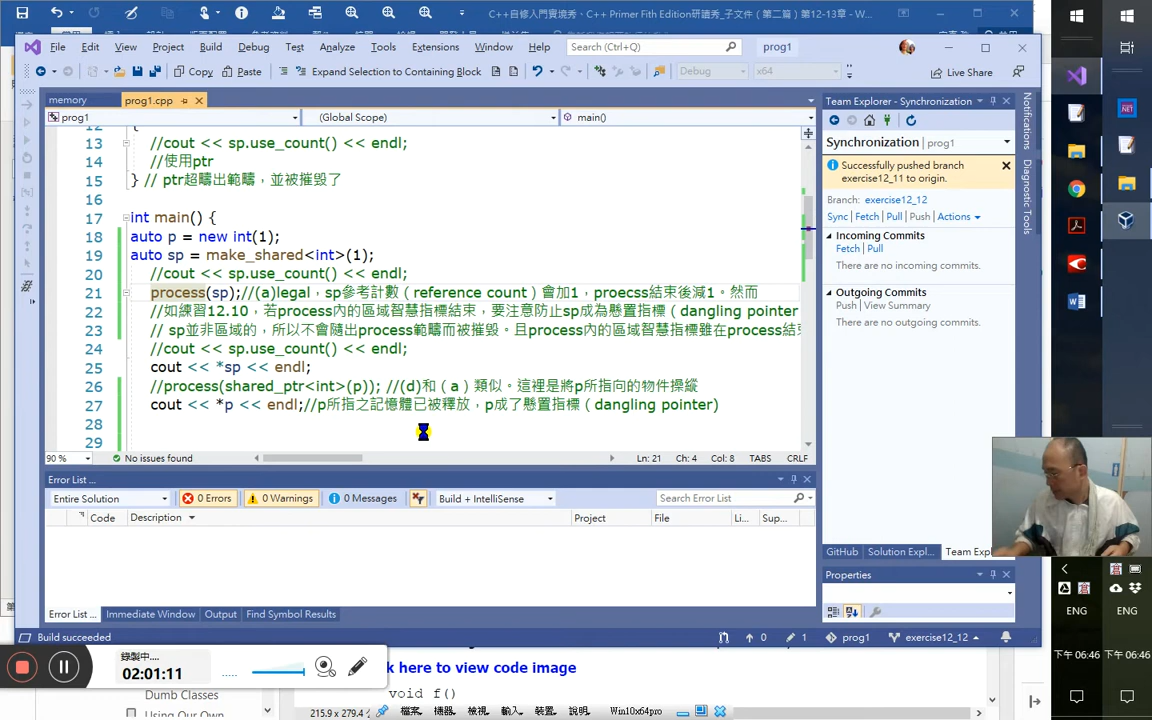 C++自修入門實境秀、C++ Primer Fith Edition研讀秀_子文件（第二篇）12-13章 - W...
File Edit View Project Build Debug Test Analyze Tools Extensions Window Help Search (Ctrl+Q) prog1
Copy Paste Expand Selection to Containing Block Debug x64 Live Share
memory prog1.cpp
prog1 (Global Scope) main()
12 {
13 //cout << sp.use_count() << endl;
14 //使用ptr
15 } // ptr超疇出範疇，並被摧毀了
16
17 int main() {
18 auto p = new int(1);
19 auto sp = make_shared<int>(1);
20 //cout << sp.use_count() << endl;
21 process(sp);//(a)legal，sp參考計數（reference count）會加1，proecss結束後減1。然而
22 //如練習12.10，若process內的區域智慧指標結束，要注意防止sp成為懸置指標（dangling pointer
23 // sp並非區域的，所以不會隨出process範疇而被摧毀。且process內的區域智慧指標雖在process結束
24 //cout << sp.use_count() << endl;
25 cout << *sp << endl;
26 //process(shared_ptr<int>(p)); //(d)和（a）類似。這裡是將p所指向的物件操縱
27 cout << *p << endl;//p所指之記憶體已被釋放，p成了懸置指標（dangling pointer)
28
29
90 % No issues found Ln: 21 Ch: 4 Col: 8 TABS CRLF
Error List ...
Entire Solution 0 Errors 0 Warnings 0 Messages Build + IntelliSense Search Error List
Code Description Project File Li... Sup...
Error List ... Immediate Window Output Find Symbol Results
Team Explorer - Synchronization
Synchronization prog1
Successfully pushed branch
exercise12_11 to origin.
Branch: exercise12_12
Sync Fetch Pull Push Actions
Incoming Commits
Fetch Pull
There are no incoming commits.
Outgoing Commits
Push View Summary
There are no outgoing commits.
GitHub Solution Expl... Team Expl
Properties
Notifications
Diagnostic Tools
Build succeeded 0 1 prog1 exercise12_12
錄製中....
02:01:11
k here to view code image
void f()
Dumb Classes
Using Our Own
215.9 x 279.4 檔案 機器 檢視 輸入 裝置 說明 Win10x64pro
ENG ENG
下午 06:46 下午 06:46